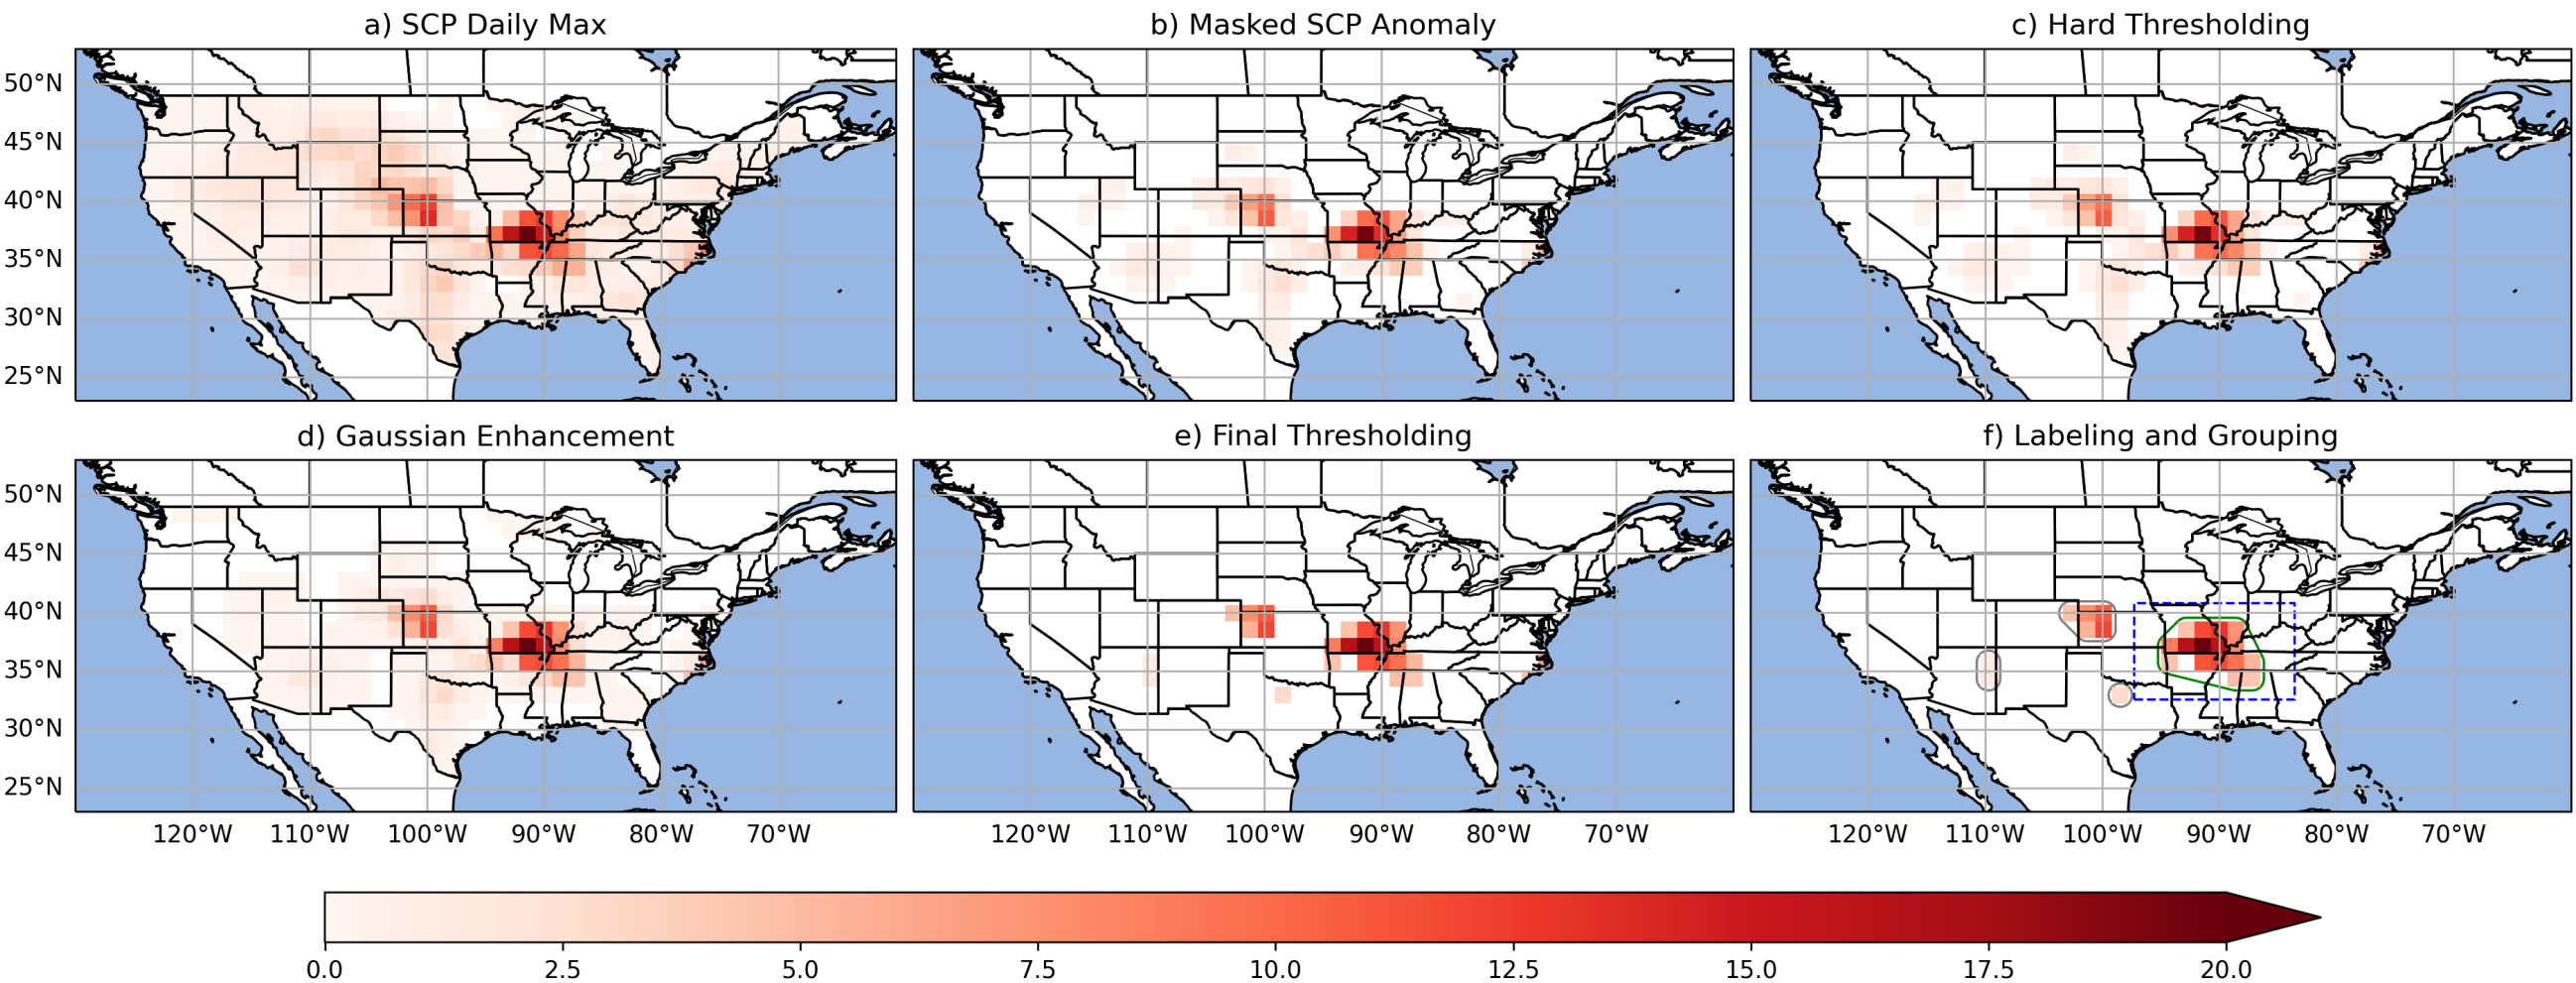 a) SCP Daily Max
b) Masked SCP Anomaly
c) Hard Thresholding
50°N
45°N
40°N
35°N
30°N
25°N
d) Gaussian Enhancement
e) Final Thresholding
f) Labeling and Grouping
50°N
45°N
40°N
35°N
30°N
25°N
120°W 110°W 100°W 90°W 80°W 70°W
120°W 110°W 100°W 90°W 80°W 70°W
120°W 110°W 100°W 90°W 80°W 70°W
0.0 2.5 5.0 7.5 10.0 12.5 15.0 17.5 20.0